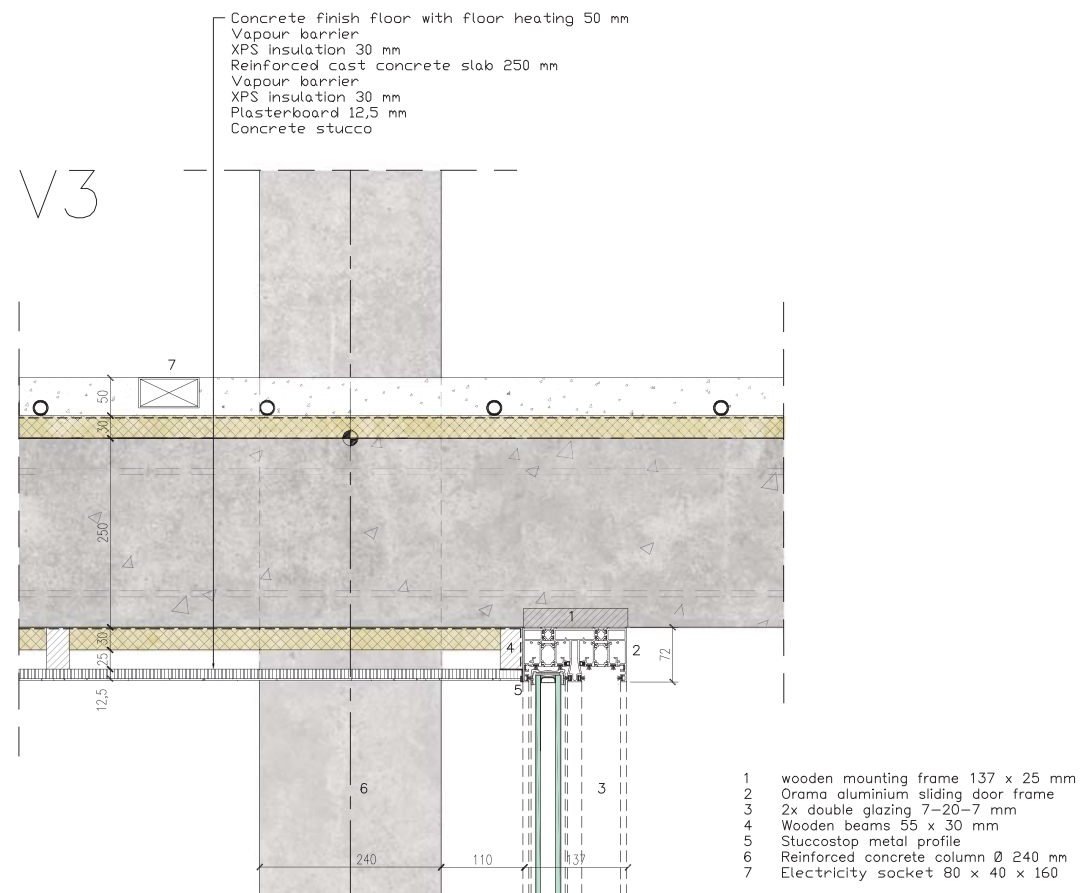 Concrete finish floor with floor heating 50 mm
Vapour barrier
XPS insulation 30 mm
Reinforced cast concrete slab 250 mm
Vapour barrier
XPS insulation 30 mm
Plasterboard 12,5 mm
Concrete stucco
V3
7
50
30
250
1
30
4
2
72
25
5
12,5
6
3
240
110
137
1 wooden mounting frame 137 x 25 mm
2 Orama aluminium sliding door frame
3 2x double glazing 7-20-7 mm
4 Wooden beams 55 x 30 mm
5 Stuccostop metal profile
6 Reinforced concrete column Ø 240 mm
7 Electricity socket 80 x 40 x 160